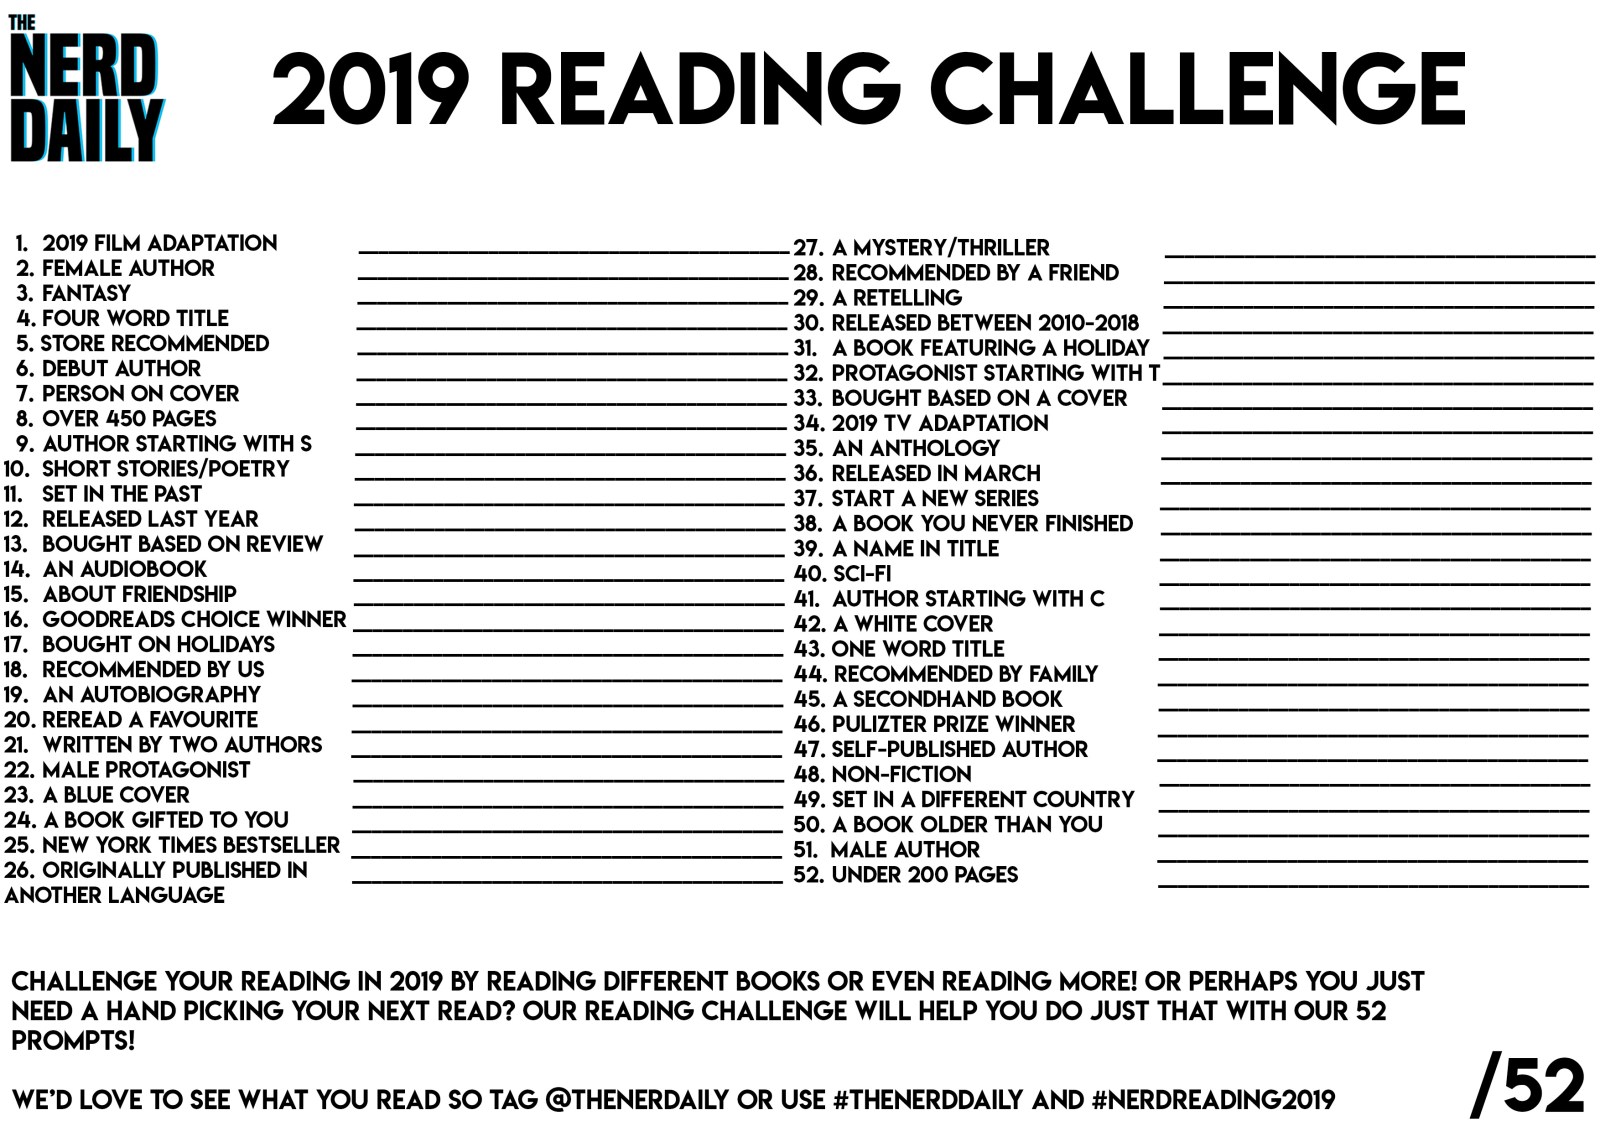 THE
NERD
DAILY
2019 READING CHALLENGE
1. 2019 FILM ADAPTATION
2. FEMALE AUTHOR
3. FANTASY
4. FOUR WORD TITLE
5. STORE RECOMMENDED
6. DEBUT AUTHOR
7. PERSON ON COVER
8. OVER 450 PAGES
9. AUTHOR STARTING WITH S
10. SHORT STORIES/POETRY
11. SET IN THE PAST
12. RELEASED LAST YEAR
13. BOUGHT BASED ON REVIEW
14. AN AUDIOBOOK
15. ABOUT FRIENDSHIP
16. GOODREADS CHOICE WINNER
17. BOUGHT ON HOLIDAYS
18. RECOMMENDED BY US
19. AN AUTOBIOGRAPHY
20. REREAD A FAVOURITE
21. WRITTEN BY TWO AUTHORS
22. MALE PROTAGONIST
23. A BLUE COVER
24. A BOOK GIFTED TO YOU
25. NEW YORK TIMES BESTSELLER
26. ORIGINALLY PUBLISHED IN
ANOTHER LANGUAGE
27. A MYSTERY/THRILLER
28. RECOMMENDED BY A FRIEND
29. A RETELLING
30. RELEASED BETWEEN 2010-2018
31. A BOOK FEATURING A HOLIDAY
32. PROTAGONIST STARTING WITH T
33. BOUGHT BASED ON A COVER
34. 2019 TV ADAPTATION
35. AN ANTHOLOGY
36. RELEASED IN MARCH
37. START A NEW SERIES
38. A BOOK YOU NEVER FINISHED
39. A NAME IN TITLE
40. SCI-FI
41. AUTHOR STARTING WITH C
42. A WHITE COVER
43. ONE WORD TITLE
44. RECOMMENDED BY FAMILY
45. A SECONDHAND BOOK
46. PULIZTER PRIZE WINNER
47. SELF-PUBLISHED AUTHOR
48. NON-FICTION
49. SET IN A DIFFERENT COUNTRY
50. A BOOK OLDER THAN YOU
51. MALE AUTHOR
52. UNDER 200 PAGES
CHALLENGE YOUR READING IN 2019 BY READING DIFFERENT BOOKS OR EVEN READING MORE! OR PERHAPS YOU JUST
NEED A HAND PICKING YOUR NEXT READ? OUR READING CHALLENGE WILL HELP YOU DO JUST THAT WITH OUR 52
PROMPTS!
WE'D LOVE TO SEE WHAT YOU READ SO TAG @THENERDAILY OR USE #THENERDDAILY AND #NERDREADING2019
/52